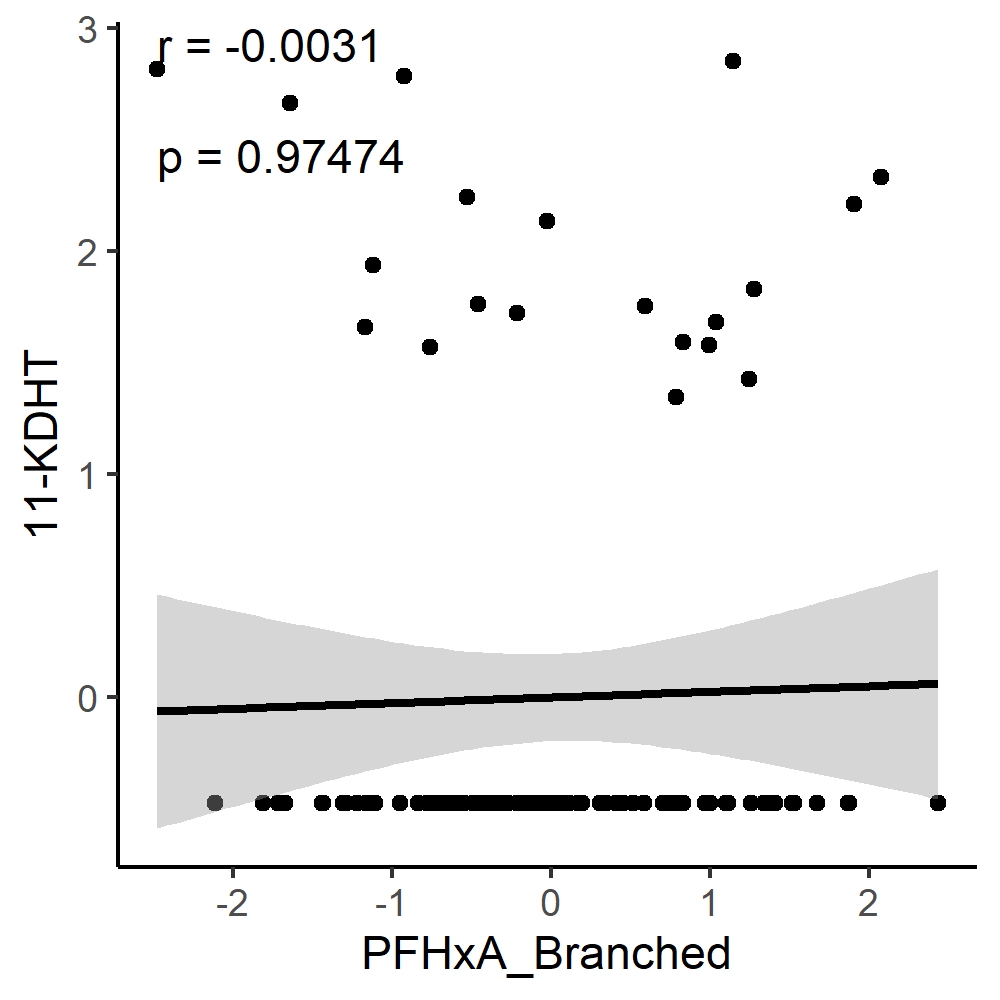 r = -0.0031
p = 0.97474
3
2
1
0
11-KDHT
-2 -1 0 1 2
PFHxA_Branched